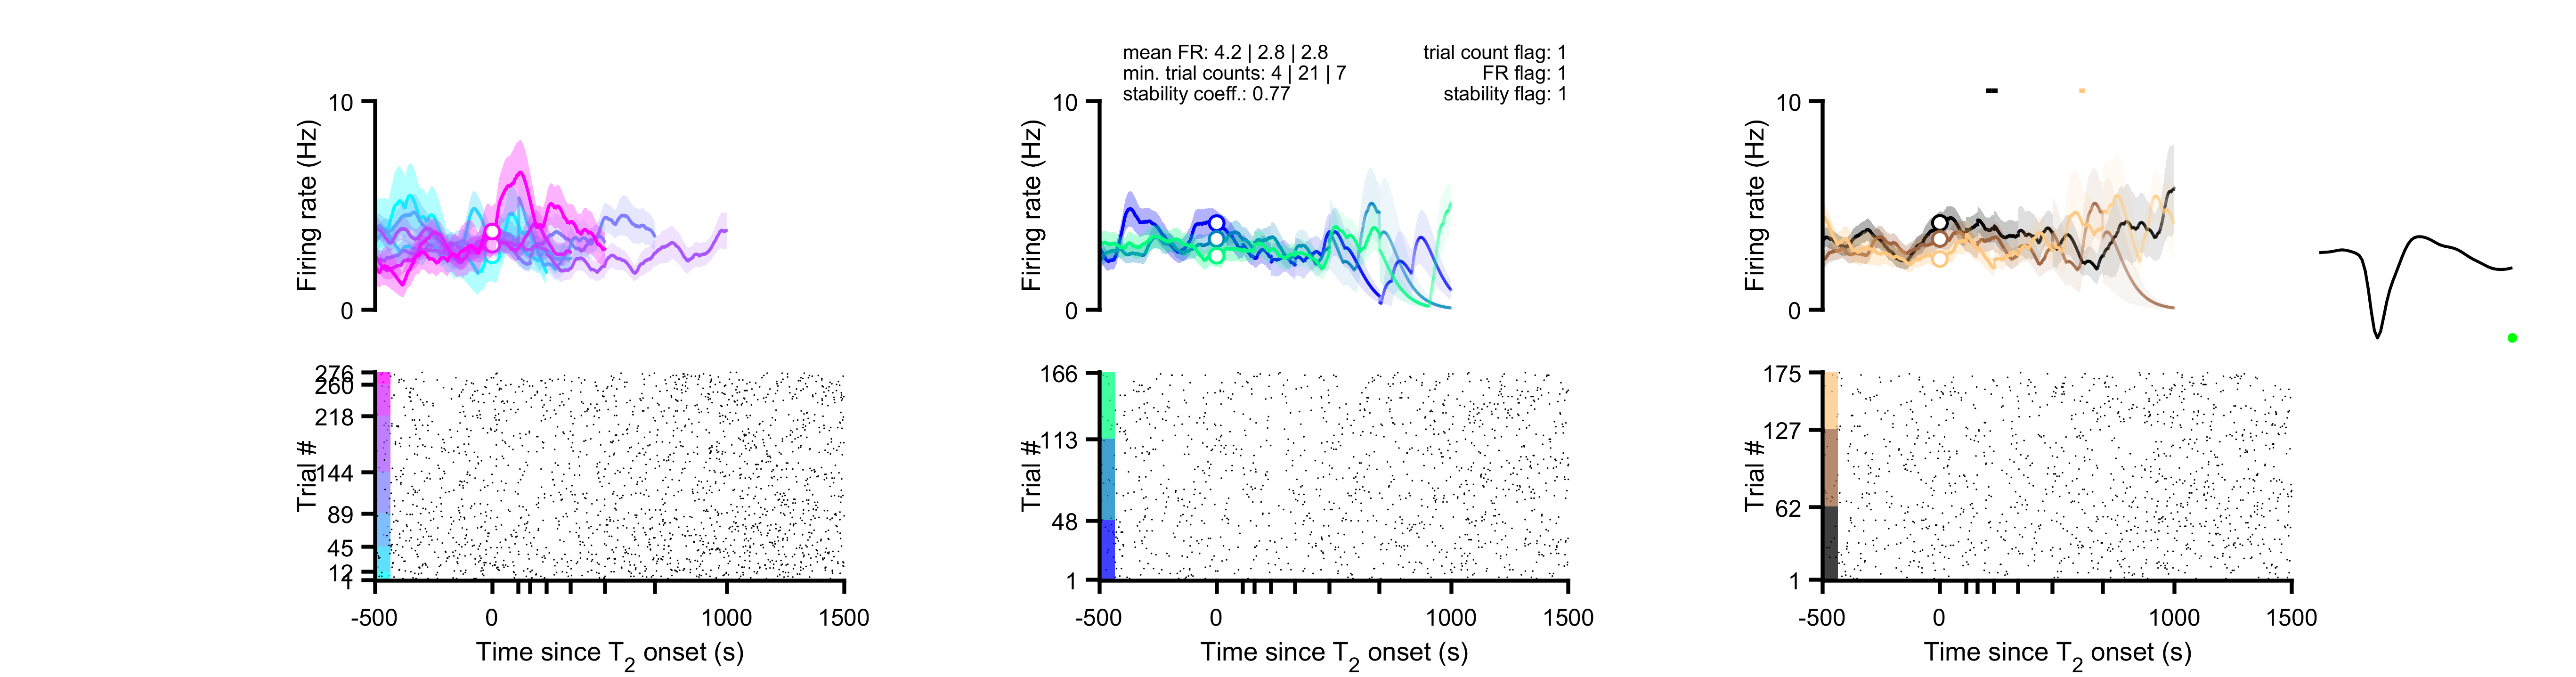 mean FR: 4.2 | 2.8 | 2.8
min. trial counts: 4 | 21 | 7
stability coeff.: 0.77
trial count flag: 1
FR flag: 1
stability flag: 1
10
Firing rate (Hz)
0
10
Firing rate (Hz)
0
10
Firing rate (Hz)
0
276
260
218
144
89
45
12
1
Trial #
-500 0 1000 1500
Time since T2 onset (s)
166
113
48
1
Trial #
-500 0 1000 1500
Time since T2 onset (s)
175
127
62
1
Trial #
-500 0 1000 1500
Time since T2 onset (s)